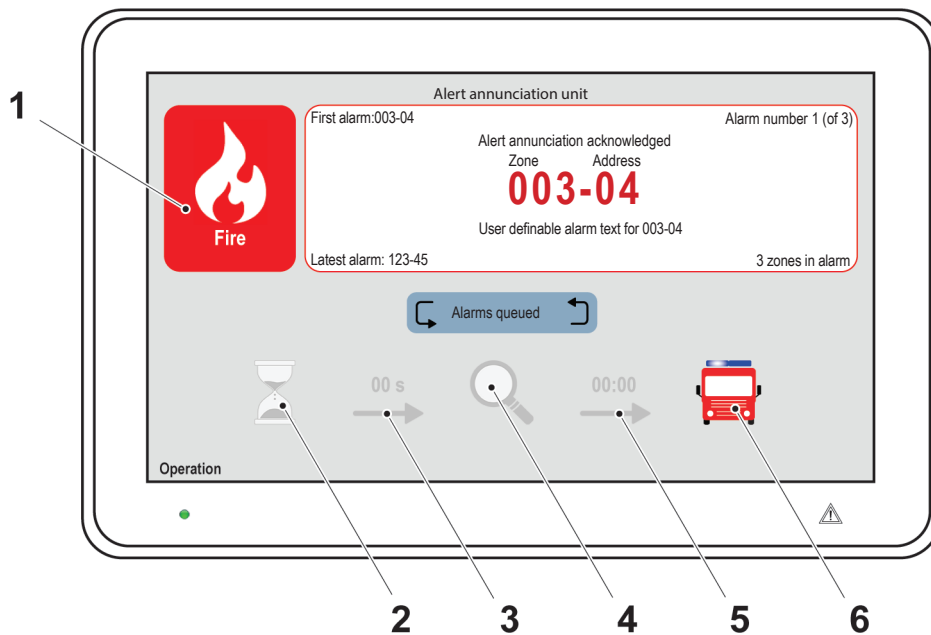 Alert annunciation unit
1
First alarm:003-04
Alarm number 1 (of 3)
Alert annunciation acknowledged
Zone Address
003-04
Fire
User definable alarm text for 003-04
Latest alarm: 123-45
3 zones in alarm
Alarms queued
00 s
00:00
Operation
2 3 4 5 6